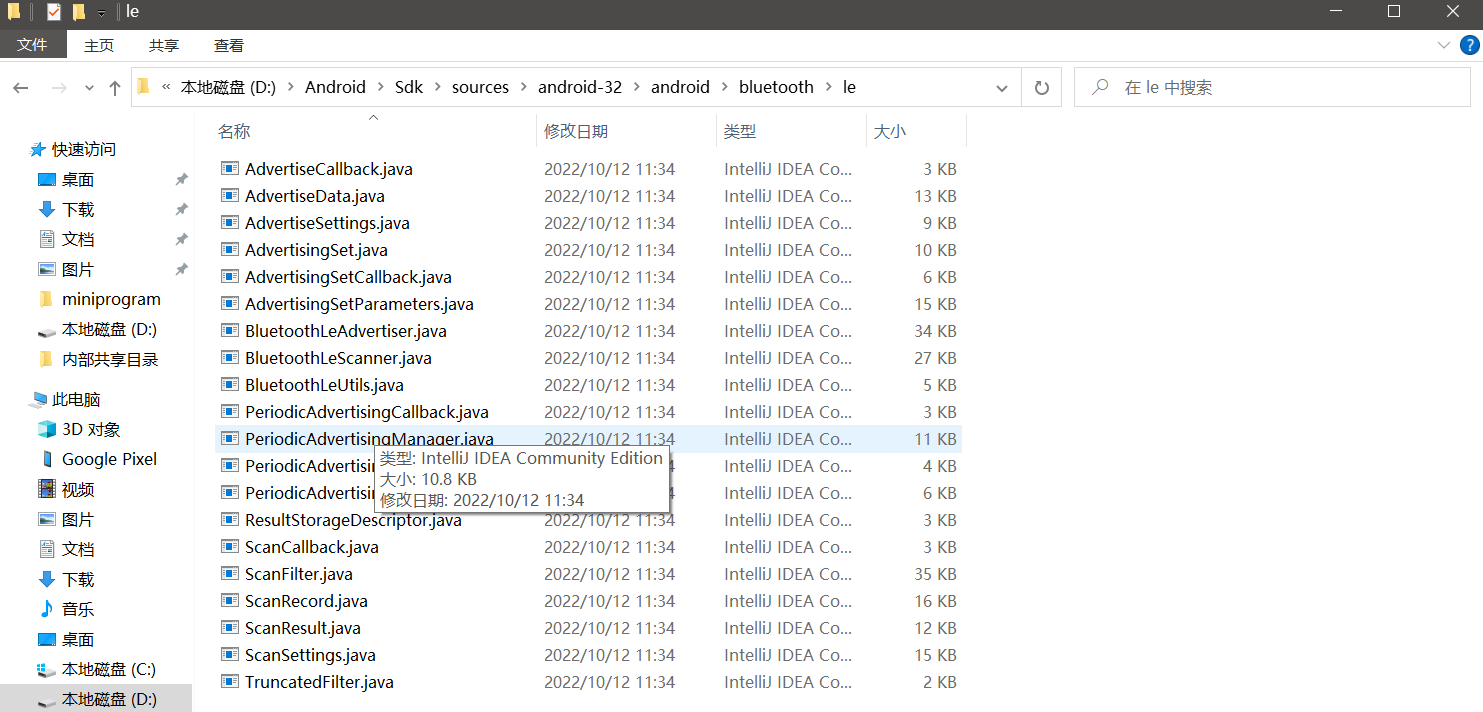 le
文件 主页 共享 查看
« 本地磁盘 (D:) > Android > Sdk > sources > android-32 > android > bluetooth > le
在 le 中搜索
名称 修改日期 类型 大小
快速访问
桌面
下载
文档
图片
miniprogram
本地磁盘 (D:)
内部共享目录
此电脑
3D 对象
Google Pixel
视频
图片
文档
下载
音乐
桌面
本地磁盘 (C:)
本地磁盘 (D:)
AdvertiseCallback.java 2022/10/12 11:34 IntelliJ IDEA Co... 3 KB
AdvertiseData.java 2022/10/12 11:34 IntelliJ IDEA Co... 13 KB
AdvertiseSettings.java 2022/10/12 11:34 IntelliJ IDEA Co... 9 KB
AdvertisingSet.java 2022/10/12 11:34 IntelliJ IDEA Co... 10 KB
AdvertisingSetCallback.java 2022/10/12 11:34 IntelliJ IDEA Co... 6 KB
AdvertisingSetParameters.java 2022/10/12 11:34 IntelliJ IDEA Co... 15 KB
BluetoothLeAdvertiser.java 2022/10/12 11:34 IntelliJ IDEA Co... 34 KB
BluetoothLeScanner.java 2022/10/12 11:34 IntelliJ IDEA Co... 27 KB
BluetoothLeUtils.java 2022/10/12 11:34 IntelliJ IDEA Co... 5 KB
PeriodicAdvertisingCallback.java 2022/10/12 11:34 IntelliJ IDEA Co... 3 KB
PeriodicAdvertisingManager.java 2022/10/12 11:34 IntelliJ IDEA Co... 11 KB
类型: IntelliJ IDEA Community Edition
大小: 10.8 KB
修改日期: 2022/10/12 11:34
IntelliJ IDEA Co... 4 KB
IntelliJ IDEA Co... 6 KB
ResultStorageDescriptor.java 2022/10/12 11:34 IntelliJ IDEA Co... 3 KB
ScanCallback.java 2022/10/12 11:34 IntelliJ IDEA Co... 3 KB
ScanFilter.java 2022/10/12 11:34 IntelliJ IDEA Co... 35 KB
ScanRecord.java 2022/10/12 11:34 IntelliJ IDEA Co... 16 KB
ScanResult.java 2022/10/12 11:34 IntelliJ IDEA Co... 12 KB
ScanSettings.java 2022/10/12 11:34 IntelliJ IDEA Co... 15 KB
TruncatedFilter.java 2022/10/12 11:34 IntelliJ IDEA Co... 2 KB